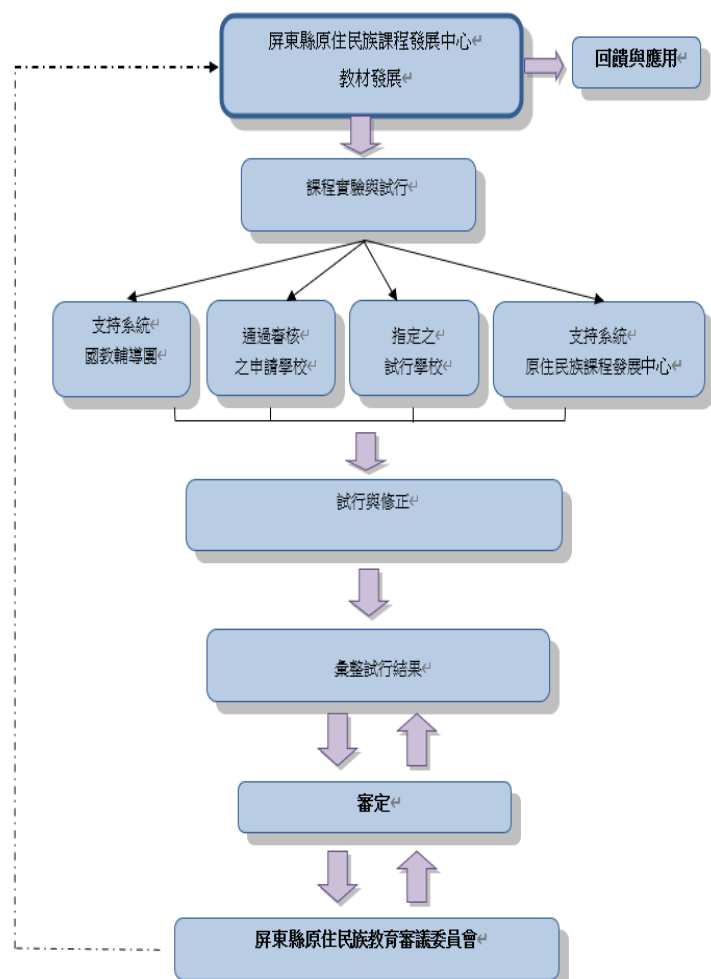 屏東縣原住民族課程發展中心↵
教材發展↵
回饋與應用↵
課程實驗與試行↵
支持系統↵
國教輔導團↵
通過審核↵
之申請學校↵
指定之↵
試行學校↵
支持系統↵
原住民族課程發展中心↵
試行與修正↵
彙整試行結果↵
審定↵
屏東縣原住民族教育審議委員會↵